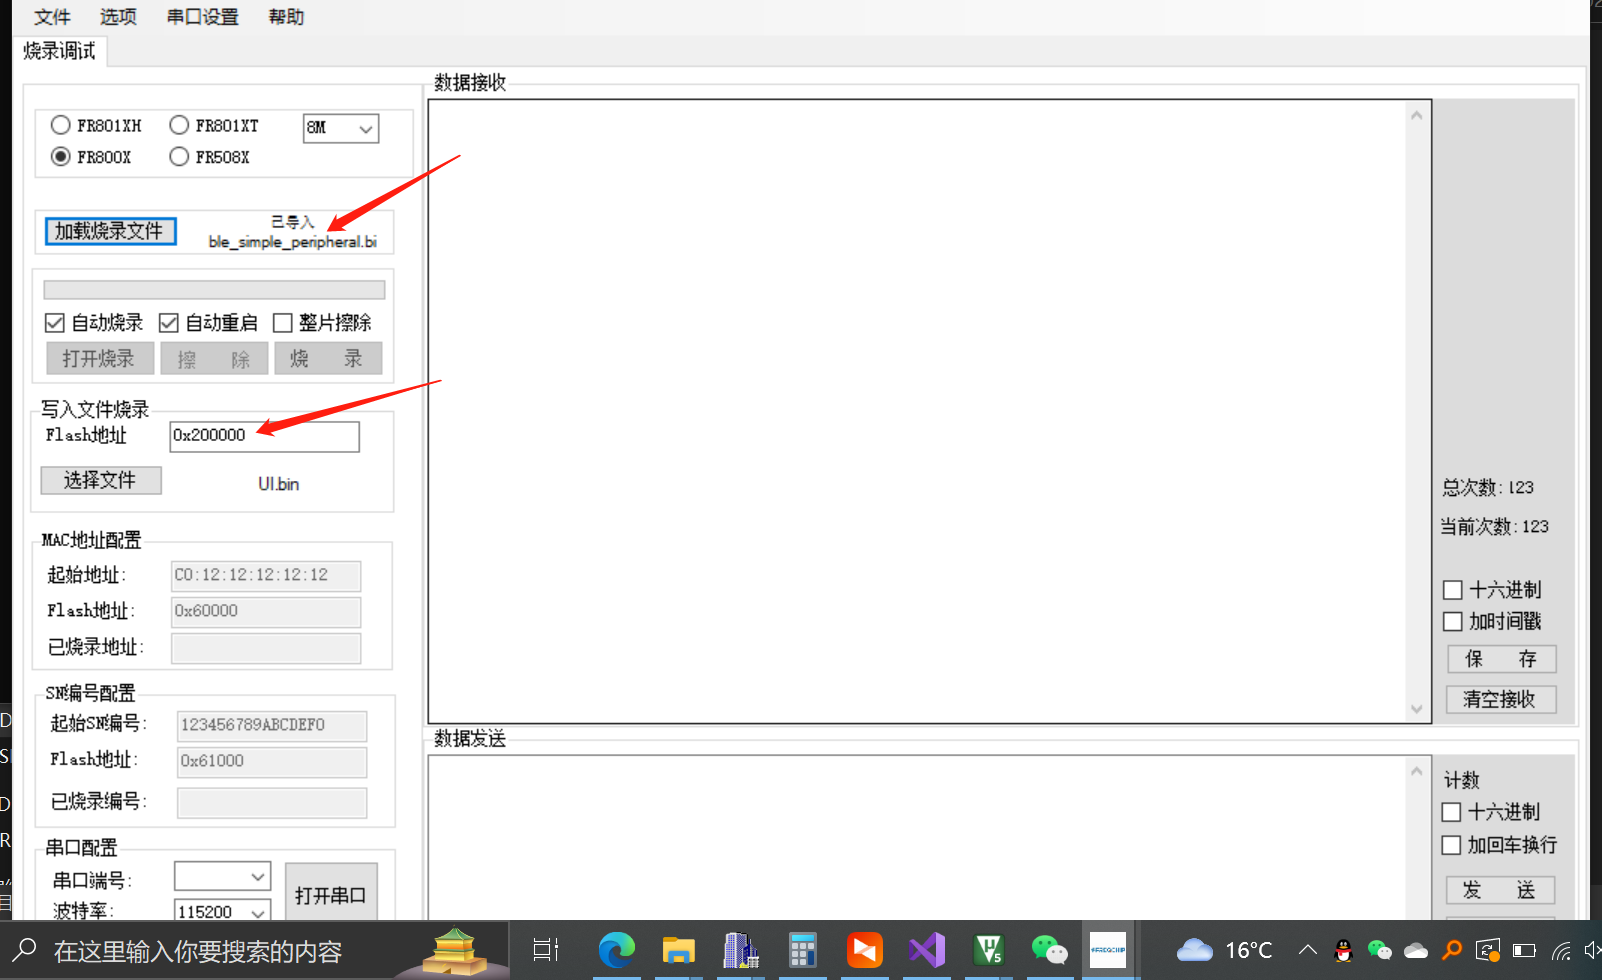 文件 选项 串口设置 帮助
烧录调试
FR801XH FR801XT 8M
FR800X FR508X
加载烧录文件
已导入
ble_simple_peripheral.bi
自动烧录 自动重启 整片擦除
打开烧录 擦 除 烧 录
写入文件烧录
Flash地址 0x200000
选择文件 UI.bin
MAC地址配置
起始地址: C0:12:12:12:12:12
Flash地址: 0x60000
已烧录地址:
SN编号配置
起始SN编号: 123456789ABCDEF0
Flash地址: 0x61000
已烧录编号:
串口配置
串口端号:
打开串口
波特率: 115200
数据接收
总次数: 123
当前次数: 123
十六进制
加时间戳
保 存
清空接收
数据发送
计数
十六进制
加回车换行
发 送
在这里输入你要搜索的内容
FREQCHIP
16°C